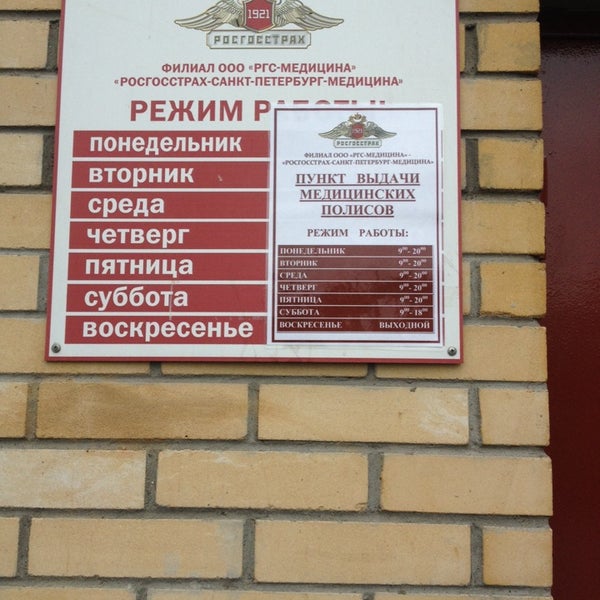 1921
РОСГОССТРАХ
ФИЛИАЛ ООО «РГС-МЕДИЦИНА»
«РОСГОССТРАХ-САНКТ-ПЕТЕРБУРГ-МЕДИЦИНА»
РЕЖИМ РАБОТЫ:
понедельник
вторник
среда
четверг
пятница
суббота
воскресенье
1921
РОСГОССТРАХ
ФИЛИАЛ ООО «РГС-МЕДИЦИНА» -
«РОСГОССТРАХ-САНКТ-ПЕТЕРБУРГ-МЕДИЦИНА»
ПУНКТ ВЫДАЧИ
МЕДИЦИНСКИХ
ПОЛИСОВ
РЕЖИМ РАБОТЫ:
ПОНЕДЕЛЬНИК 9⁰⁰- 20⁰⁰
ВТОРНИК 9⁰⁰- 20⁰⁰
СРЕДА 9⁰⁰- 20⁰⁰
ЧЕТВЕРГ 9⁰⁰- 20⁰⁰
ПЯТНИЦА 9⁰⁰- 20⁰⁰
СУББОТА 9⁰⁰- 18⁰⁰
ВОСКРЕСЕНЬЕ ВЫХОДНОЙ